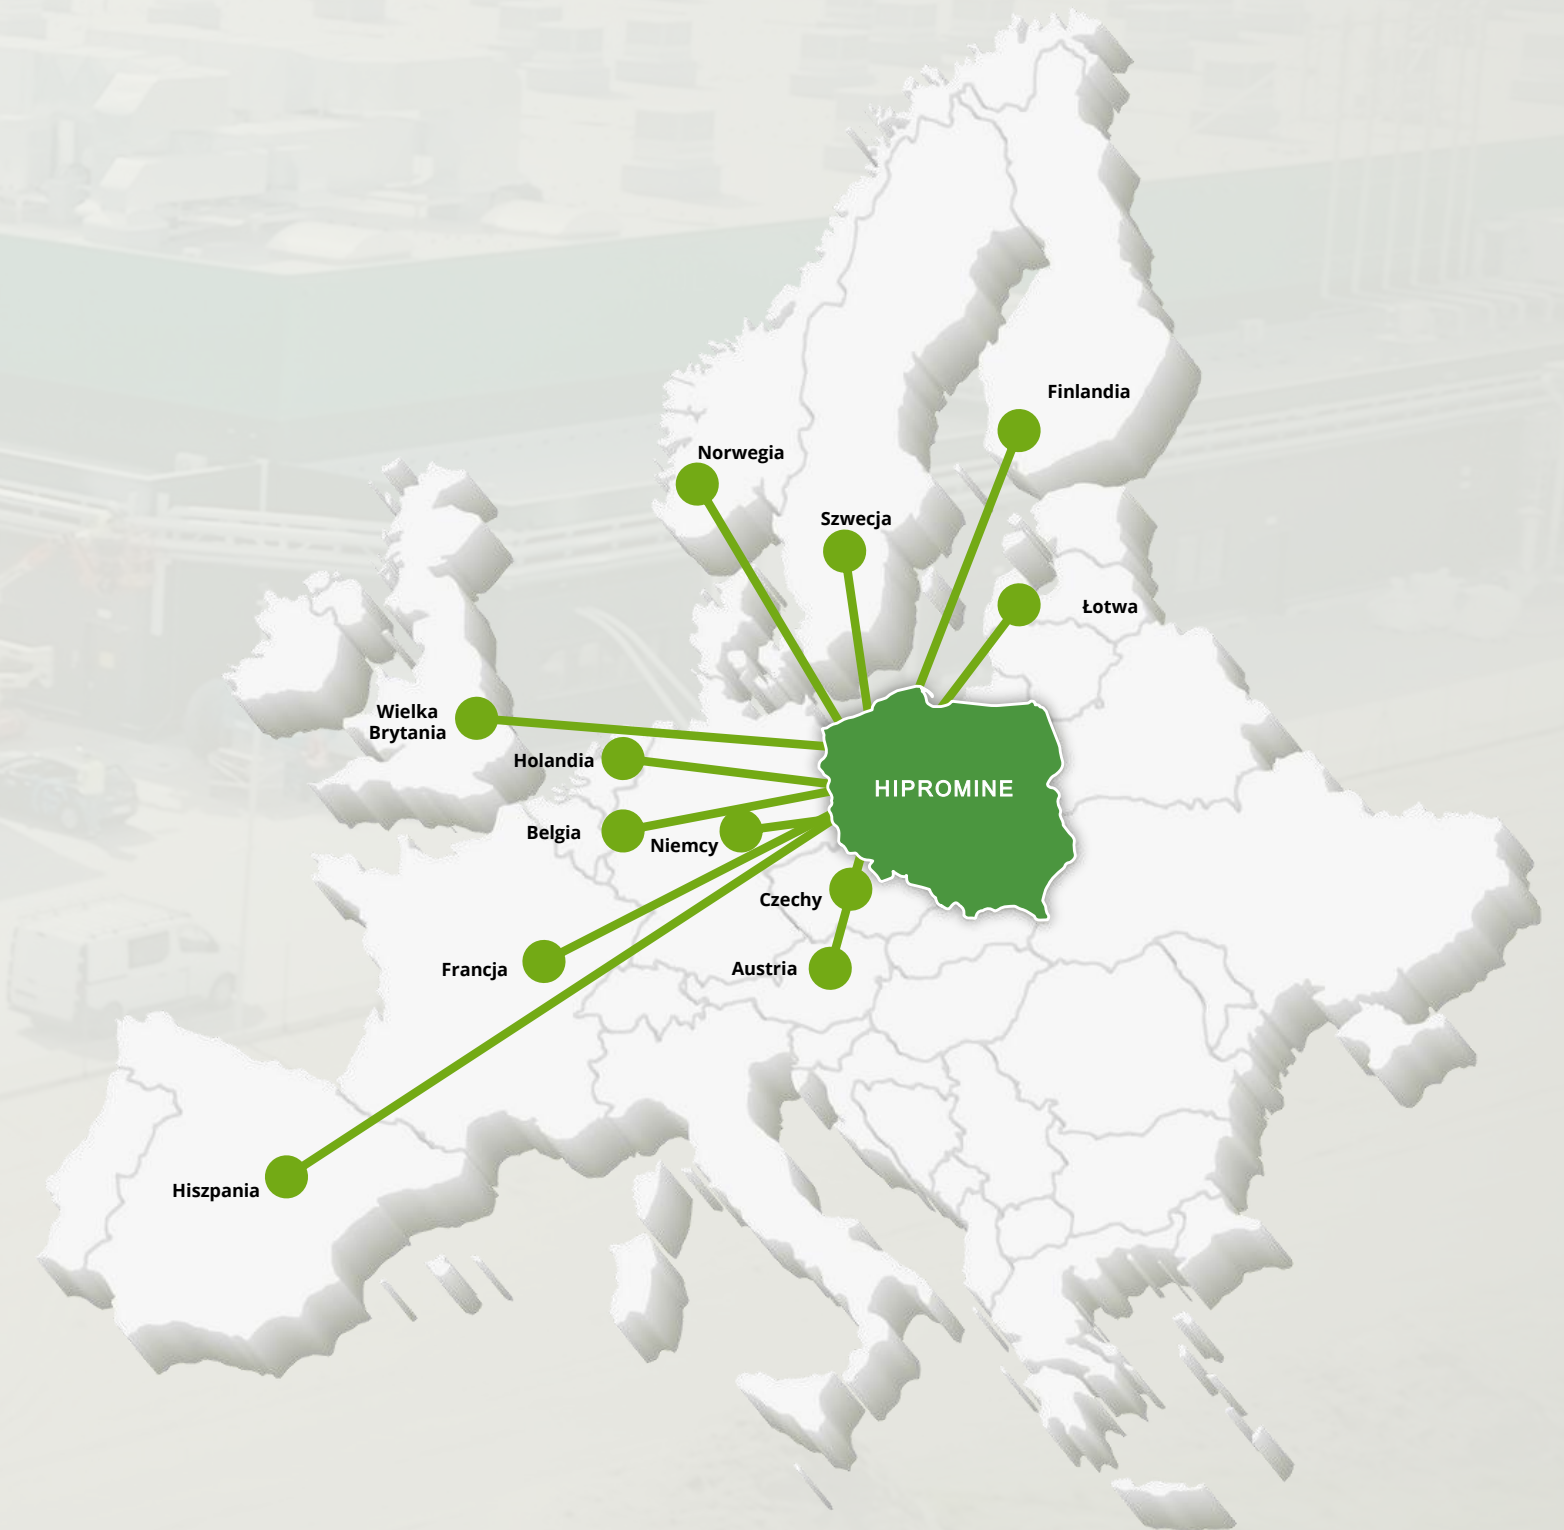 Finlandia
Norwegia
Szwecja
Łotwa
Wielka
Brytania
Holandia
HIPROMINE
Belgia
Niemcy
Czechy
Francja
Austria
Hiszpania